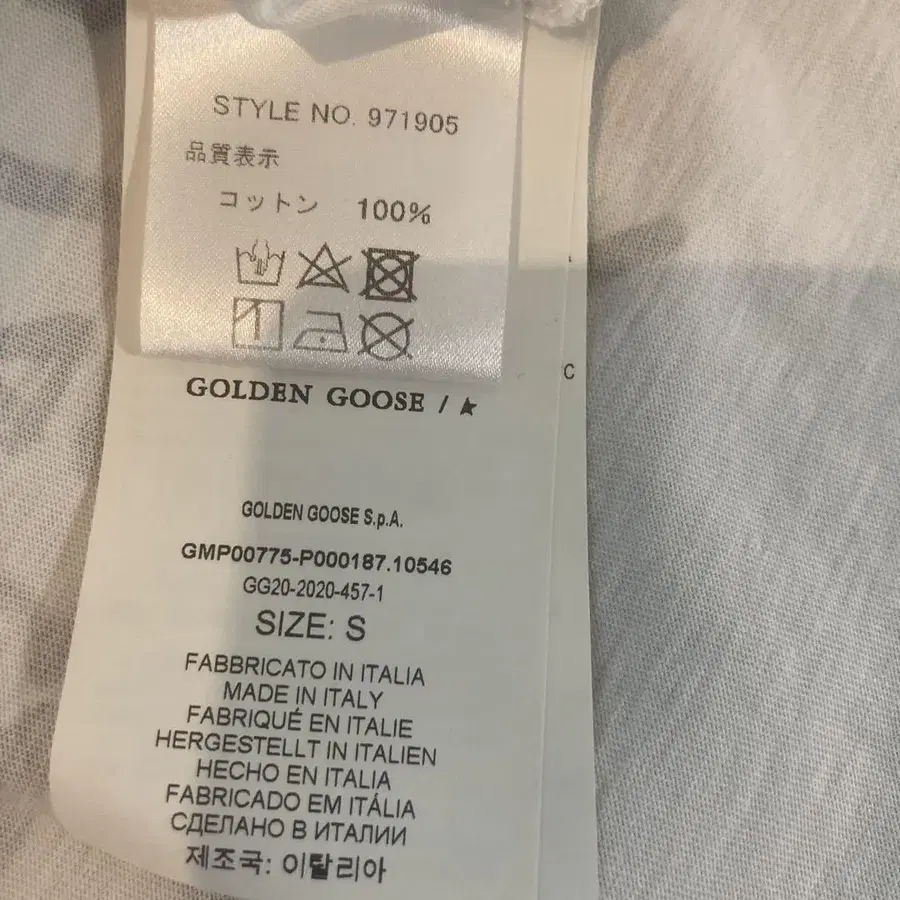 STYLE NO. 971905
品質表示
コットン 100%
GOLDEN GOOSE /
C
GOLDEN GOOSE S.p.A.
GMP00775-P000187.10546
GG20-2020-457-1
SIZE: S
FABBRICATO IN ITALIA
MADE IN ITALY
FABRIQUÉ EN ITALIE
HERGESTELLT IN ITALIEN
HECHO EN ITALIA
FABRICADO EM ITÁLIA
СДЕЛАНО В ИТАЛИИ
제조국: 이탈리아